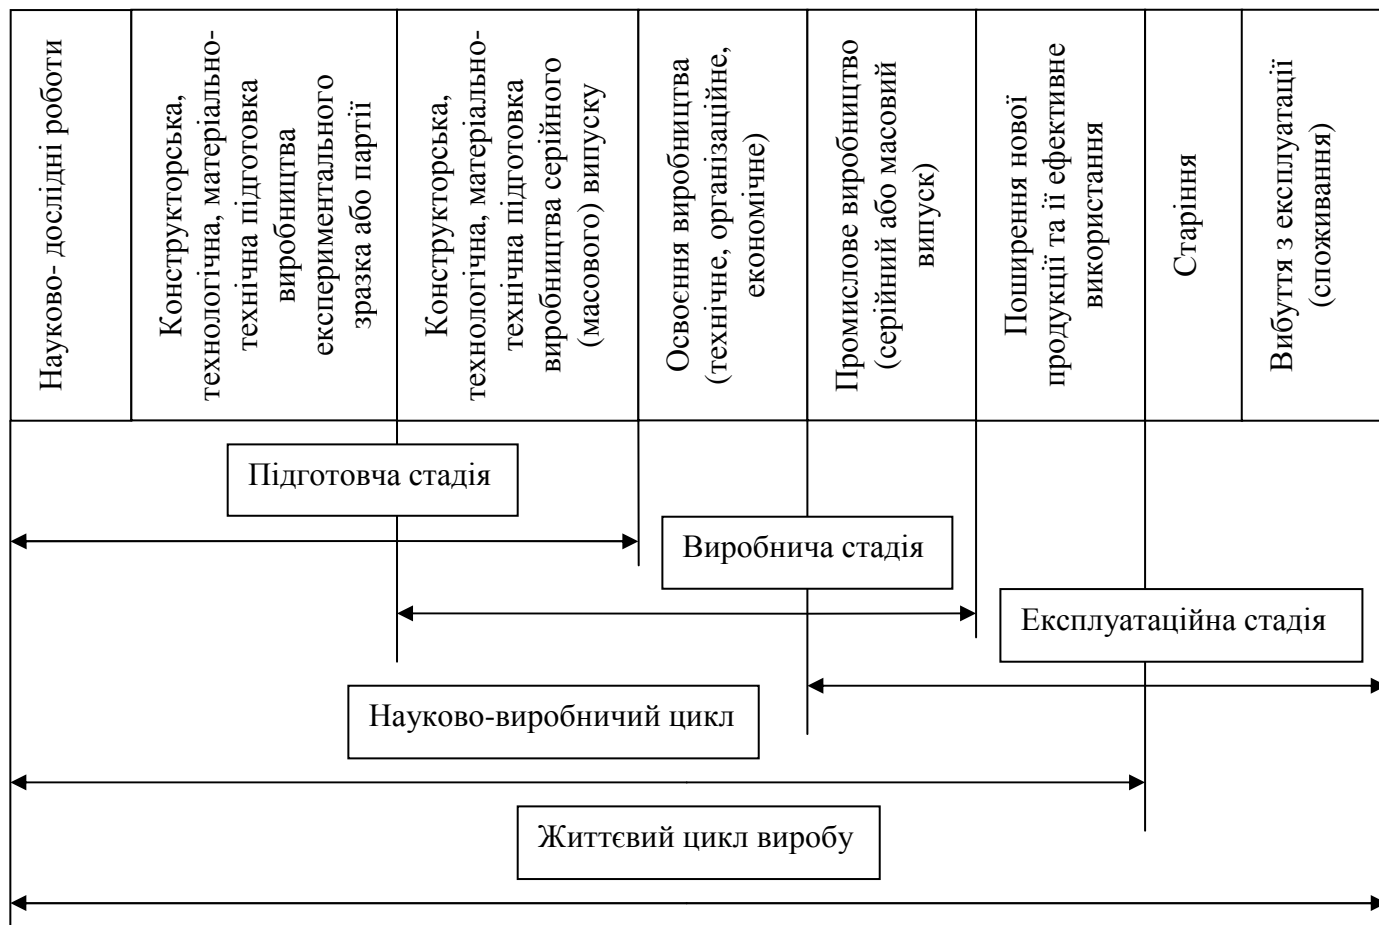 Науково- дослідні роботи
Конструкторська,
технологічна, матеріально-
технічна підготовка
виробництва
експериментального
зразка або партії
Конструкторська,
технологічна, матеріально-
технічна підготовка
виробництва серійного
(масового) випуску
Освоєння виробництва
(технічне, організаційне,
економічне)
Промислове виробництво
(серійний або масовий
випуск)
Поширення нової
продукції та її ефективне
використання
Старіння
Вибуття з експлуатації
(споживання)
Підготовча стадія
Виробнича стадія
Експлуатаційна стадія
Науково-виробничий цикл
Життєвий цикл виробу